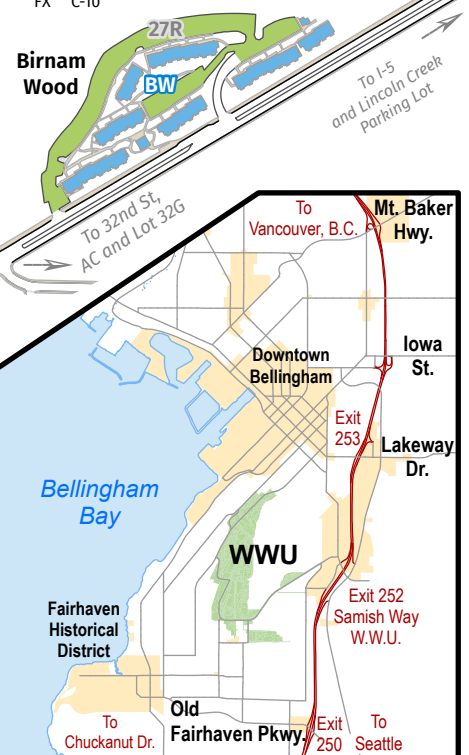 FX C-10
27R
Birnam
Wood
BW
To I-5
and Lincoln Creek
Parking Lot
To 32nd St,
AC and Lot 32G
To
Vancouver, B.C.
Mt. Baker
Hwy.
Iowa
St.
Downtown
Bellingham
Exit
253
Lakeway
Dr.
Bellingham
Bay
WWU
Exit 252
Samish Way
W.W.U.
Fairhaven
Historical
District
Old
Fairhaven Pkwy.
To
Chuckanut Dr.
Exit
250
To
Seattle